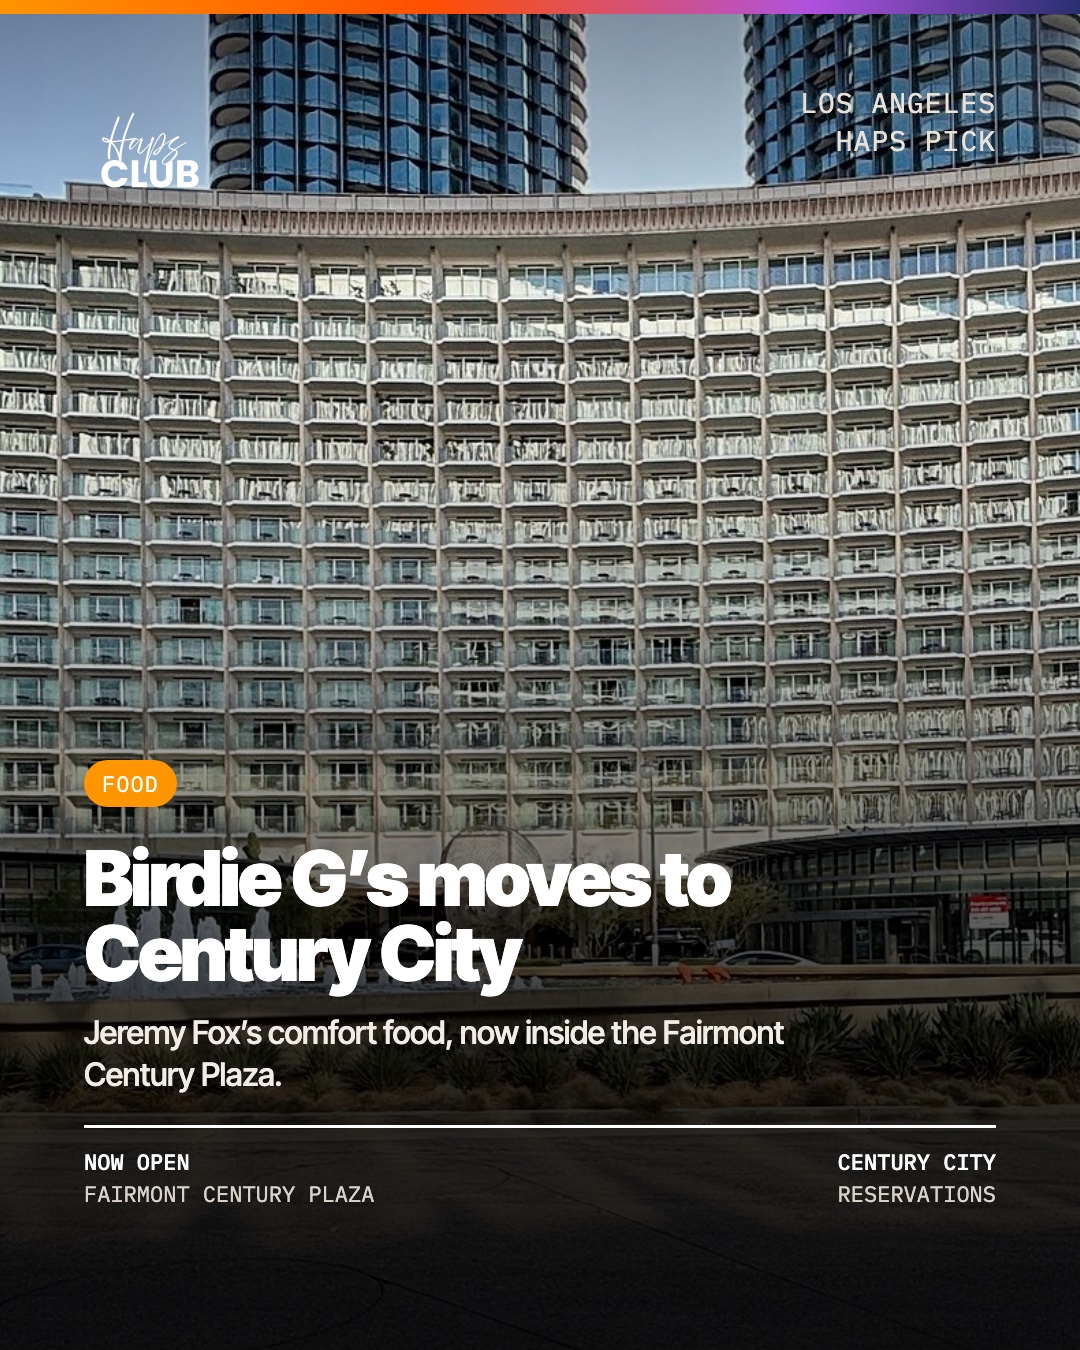 Haps
CLUB
LOS ANGELES
HAPS PICK
FOOD
Birdie G’s moves to
Century City
Jeremy Fox’s comfort food, now inside the Fairmont
Century Plaza.
NOW OPEN
FAIRMONT CENTURY PLAZA
CENTURY CITY
RESERVATIONS